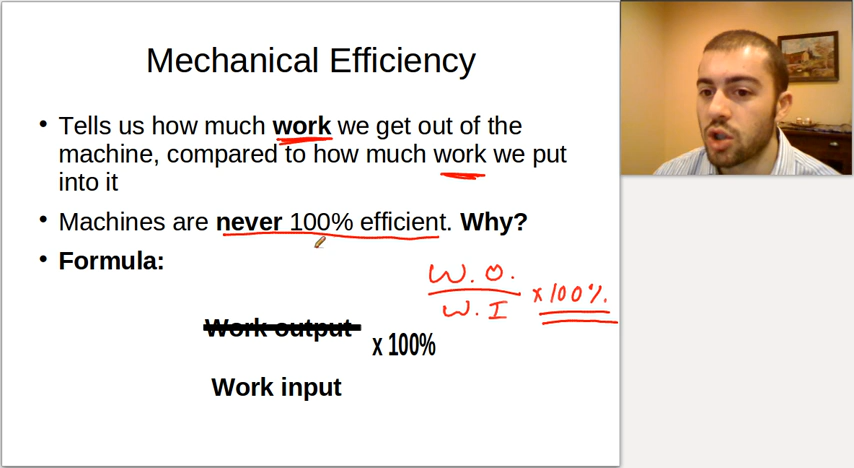 Mechanical Efficiency
• Tells us how much work we get out of the
machine, compared to how much work we put
into it
• Machines are never 100% efficient. Why?
• Formula:
W.O.
W.I
x 100%.
Work output
x 100%
Work input